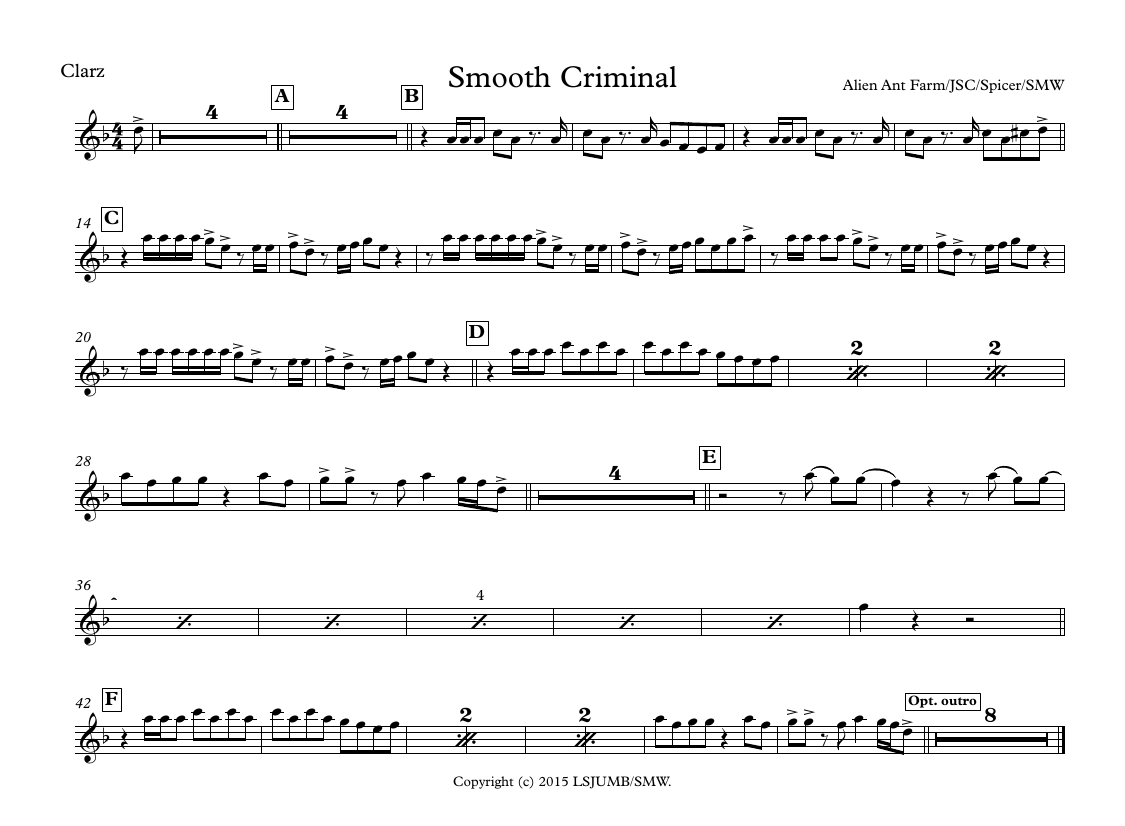 Clarz
Smooth Criminal
Alien Ant Farm/JSC/Spicer/SMW
A B
4 4
4
4
14 C
20 D
2 2
28 E
4
36
4
42 F
Opt. outro
2 2 8
Copyright (c) 2015 LSJUMB/SMW.